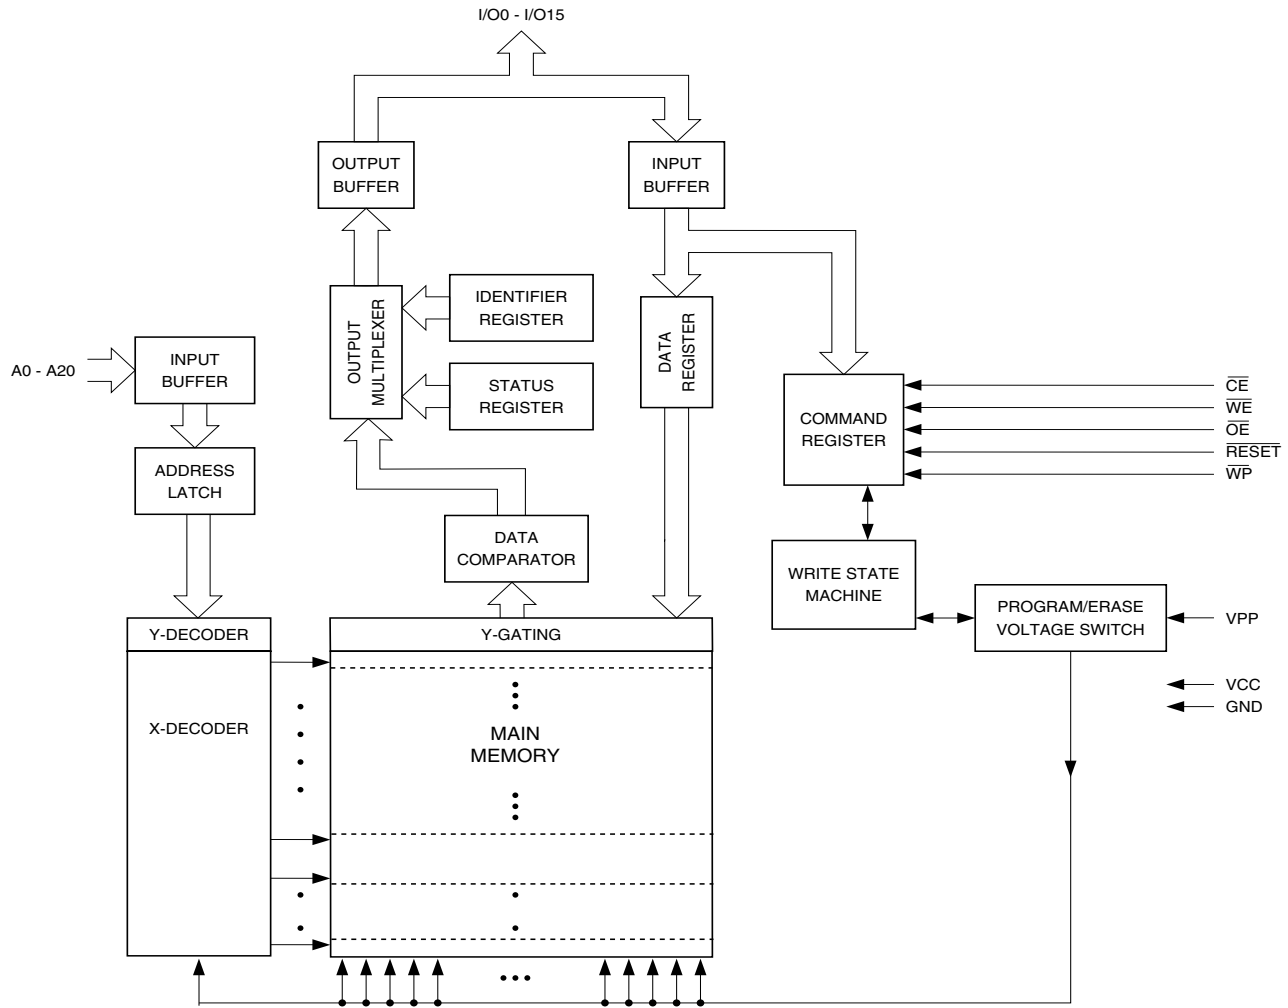 I/O0 - I/O15
OUTPUT
BUFFER
INPUT
BUFFER
OUTPUT
MULTIPLEXER
IDENTIFIER
REGISTER
STATUS
REGISTER
DATA
REGISTER
A0 - A20
INPUT
BUFFER
ADDRESS
LATCH
COMMAND
REGISTER
CE
WE
OE
RESET
WP
DATA
COMPARATOR
WRITE STATE
MACHINE
PROGRAM/ERASE
VOLTAGE SWITCH
VPP
VCC
GND
Y-DECODER
Y-GATING
X-DECODER
MAIN
MEMORY